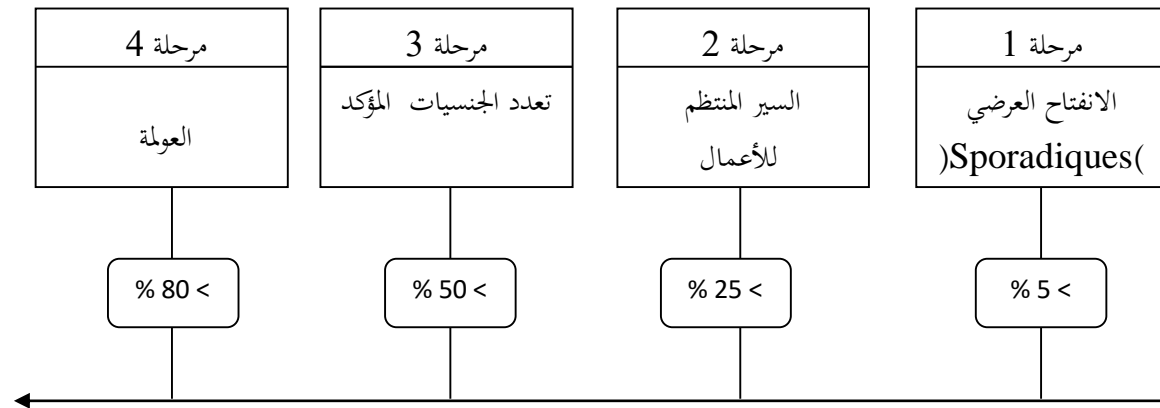 مرحلة 1
الانفتاح العرضي
)Sporadiques(
مرحلة 2
السير المنتظم
للأعمال
مرحلة 3
تعدد الجنسيات المؤكد
مرحلة 4
العولمة
% 5 <
% 25 <
% 50 <
% 80 <